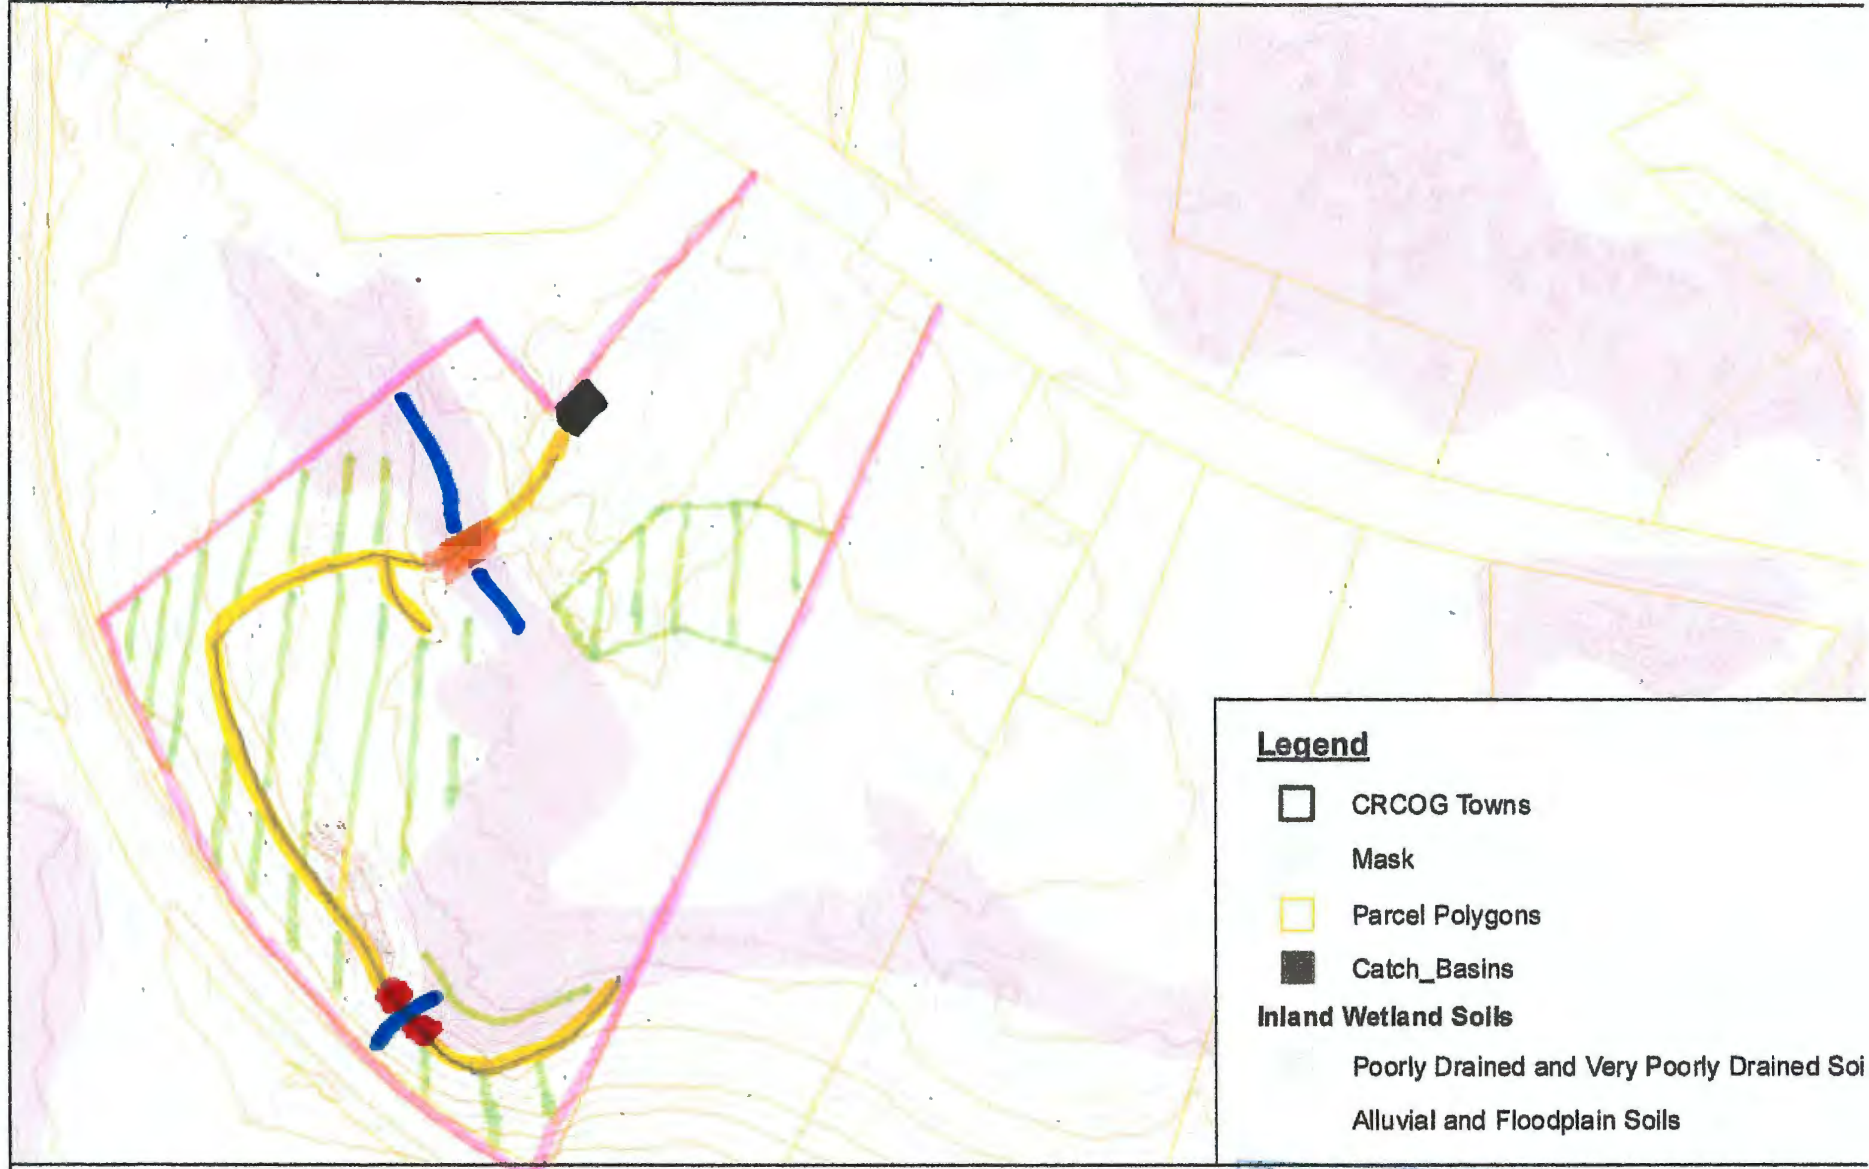 Legend
CRCOG Towns
Mask
Parcel Polygons
Catch_Basins
Inland Wetland Soils
Poorly Drained and Very Poorly Drained Soi
Alluvial and Floodplain Soils